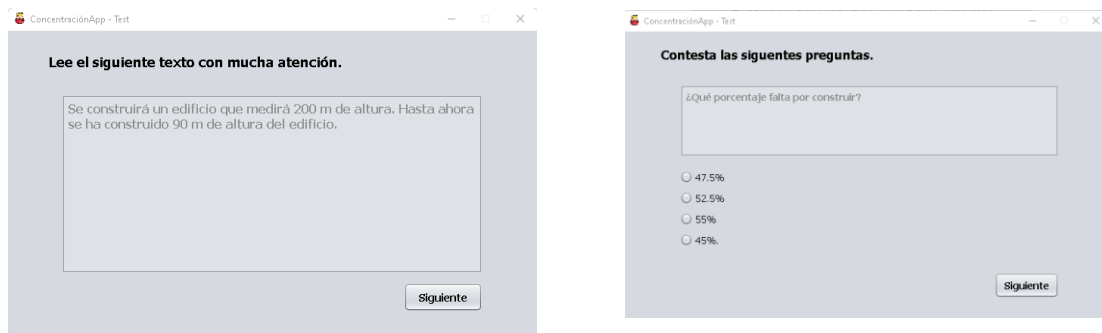 ConcentraciónApp - Test
Lee el siguiente texto con mucha atención.
Se construirá un edificio que medirá 200 m de altura. Hasta ahora
se ha construido 90 m de altura del edificio.
Siguiente
ConcentraciónApp - Test
Contesta las siguentes preguntas.
¿Qué porcentaje falta por construir?
47.5%
52.5%
55%
45%.
Siguiente